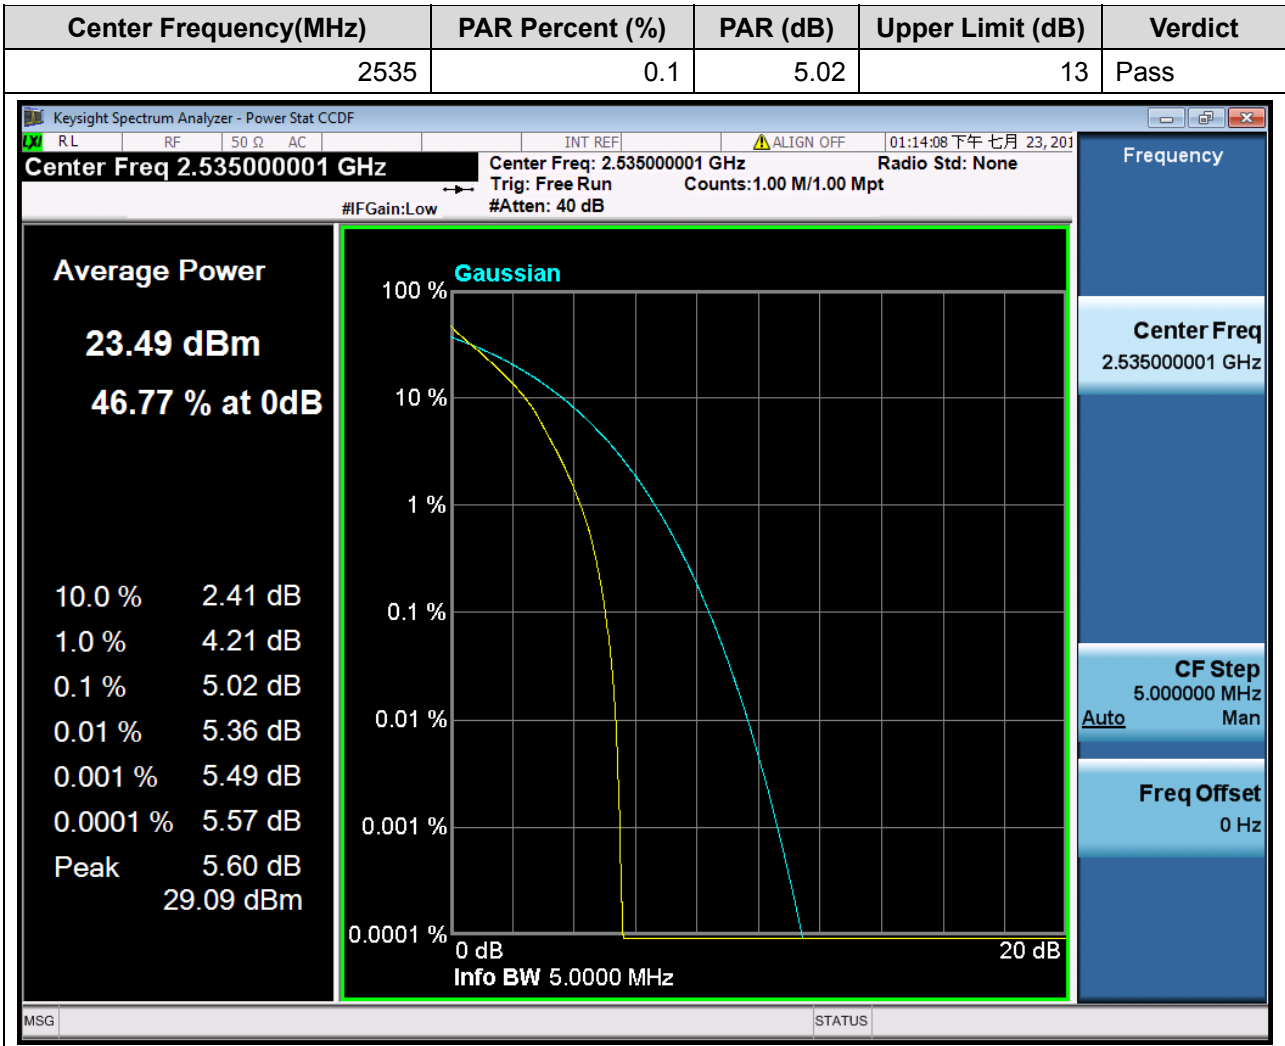 Center Frequency(MHz) PAR Percent (%) PAR (dB) Upper Limit (dB) Verdict
2535 0.1 5.02 13 Pass
Keysight Spectrum Analyzer - Power Stat CCDF
LXI RL RF 50 Ω AC INT REF ALIGN OFF 01:14:08 下午 七月 23, 201
Center Freq 2.535000001 GHz
Center Freq: 2.535000001 GHz Radio Std: None
Trig: Free Run Counts:1.00 M/1.00 Mpt
#IFGain:Low #Atten: 40 dB
Average Power
23.49 dBm
46.77 % at 0dB
10.0 % 2.41 dB
1.0 % 4.21 dB
0.1 % 5.02 dB
0.01 % 5.36 dB
0.001 % 5.49 dB
0.0001 % 5.57 dB
Peak 5.60 dB
29.09 dBm
Gaussian
100 %
10 %
1 %
0.1 %
0.01 %
0.001 %
0.0001 %
0 dB 20 dB
Info BW 5.0000 MHz
Frequency
Center Freq
2.535000001 GHz
CF Step
5.000000 MHz
Auto Man
Freq Offset
0 Hz
MSG STATUS